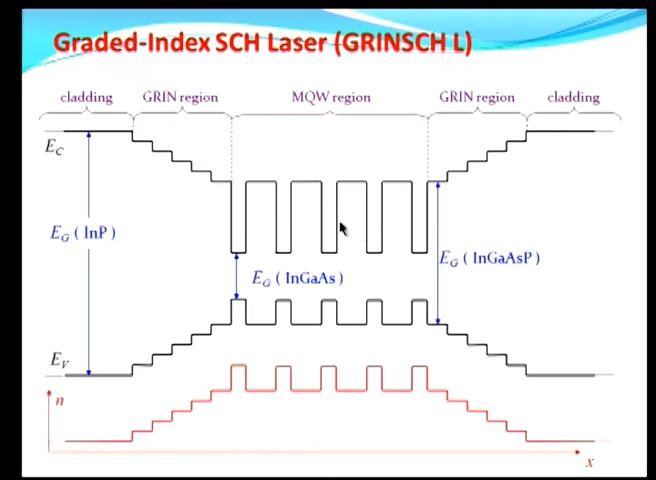 Graded-Index SCH Laser (GRINSCH L)
cladding GRIN region MQW region GRIN region cladding
E_C
E_G ( InP )
E_G ( InGaAsP )
E_G ( InGaAs )
E_V
n
x